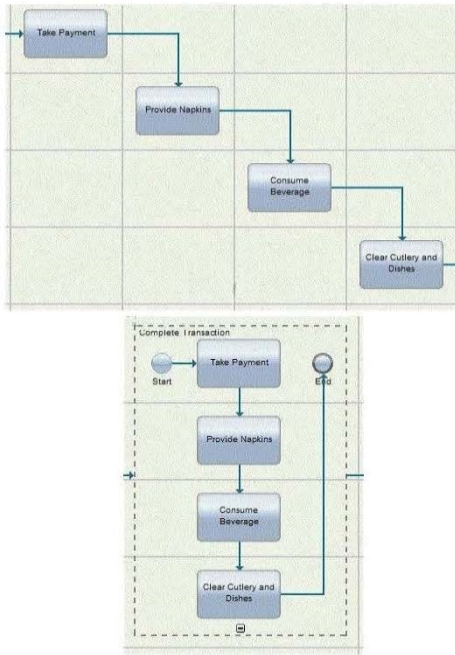 Take Payment
Provide Napkins
Consume
Beverage
Clear Cutlery and
Dishes
Complete Transaction
Take Payment
Start
End
Provide Napkins
Consume
Beverage
Clear Cutlery and
Dishes